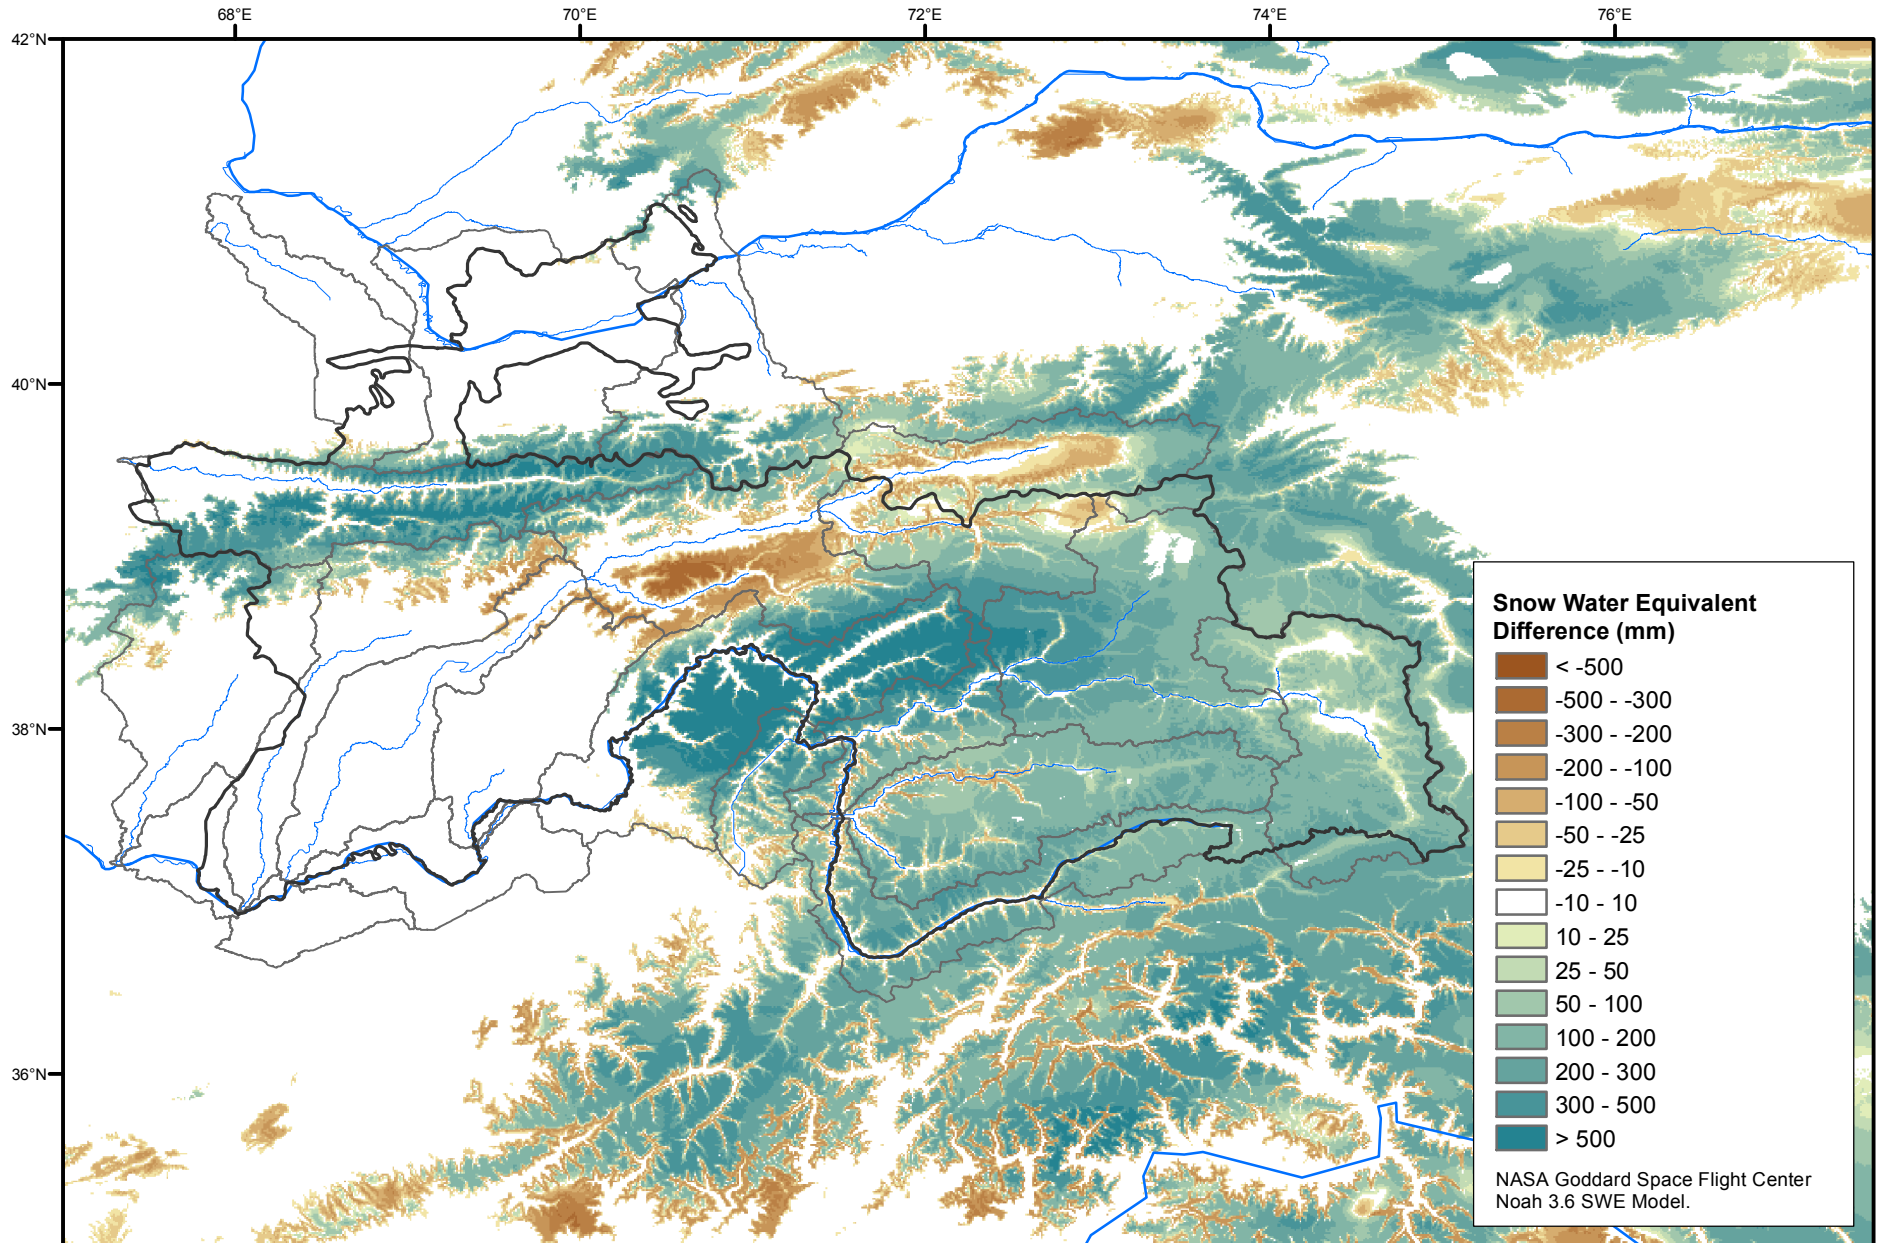 68°E
70°E
72°E
74°E
76°E
42°N
40°N
38°N
36°N
Snow Water Equivalent
Difference (mm)
< -500
-500 - -300
-300 - -200
-200 - -100
-100 - -50
-50 - -25
-25 - -10
-10 - 10
10 - 25
25 - 50
50 - 100
100 - 200
200 - 300
300 - 500
> 500
NASA Goddard Space Flight Center
Noah 3.6 SWE Model.